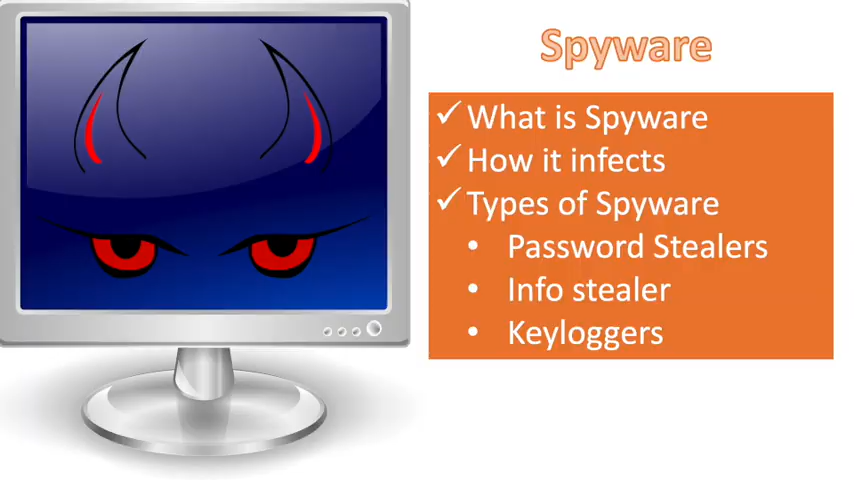 Spyware
✓ What is Spyware
✓ How it infects
✓ Types of Spyware
• Password Stealers
• Info stealer
• Keyloggers